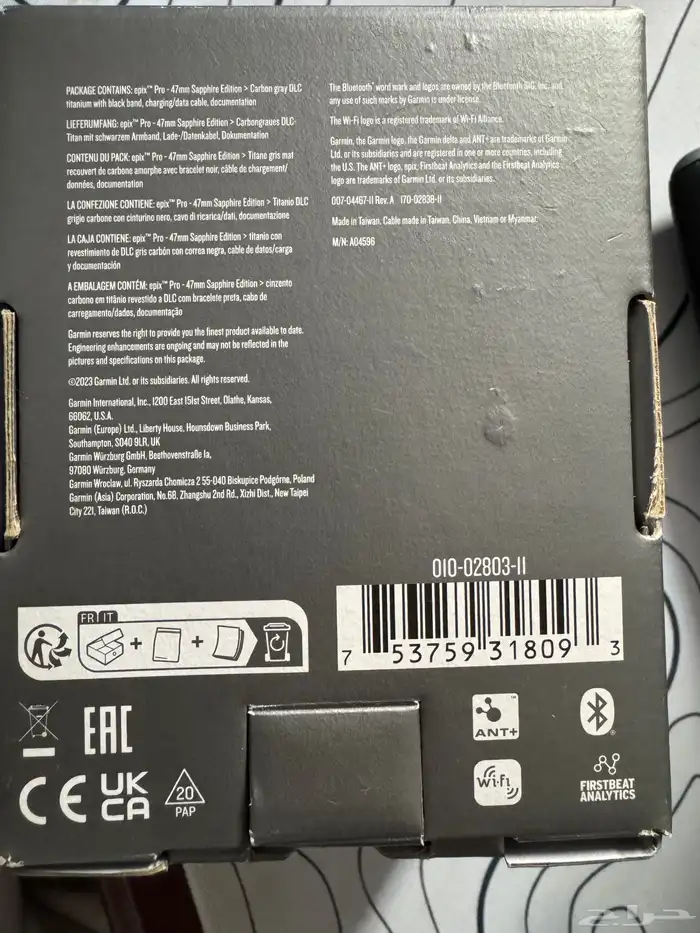 PACKAGE CONTAINS: epix™ Pro - 47mm Sapphire Edition > Carbon gray DLC
titanium with black band, charging/data cable, documentation
LIEFERUMFANG: epix™ Pro - 47mm Sapphire Edition > Carbongraues DLC-
Titan mit schwarzem Armband, Lade-/Datenkabel, Dokumentation
CONTENU DU PACK: epix™ Pro - 47mm Sapphire Edition > Titane gris mat
recouvert de carbone amorphe avec bracelet noir, câble de chargement/
données, documentation
LA CONFEZIONE CONTIENE: epix™ Pro - 47mm Sapphire Edition > Titanio DLC
grigio carbone con cinturino nero, cavo di ricarica/dati, documentazione
LA CAJA CONTIENE: epix™ Pro - 47mm Sapphire Edition > titanio con
revestimiento de DLC gris carbón con correa negra, cable de datos/carga
y documentación
A EMBALAGEM CONTÉM: epix™ Pro - 47mm Sapphire Edition > cinzento
carbono em titânio revestido a DLC com bracelete preta, cabo de
carregamento/dados, documentação
Garmin reserves the right to provide you the finest product available to date.
Engineering enhancements are ongoing and may not be reflected in the
pictures and specifications on this package.
©2023 Garmin Ltd. or its subsidiaries. All rights reserved.
Garmin International, Inc., 1200 East 151st Street, Olathe, Kansas,
66062, U.S.A.
Garmin (Europe) Ltd., Liberty House, Hounsdown Business Park,
Southampton, SO40 9LR, UK
Garmin Würzburg GmbH, Beethovenstraße 1a,
97080 Würzburg, Germany
Garmin Wroclaw, ul. Ryszarda Chomicza 2 55-040 Biskupice Podgórne, Poland
Garmin (Asia) Corporation, No.68, Zhangshu 2nd Rd., Xizhi Dist., New Taipei
City 221, Taiwan (R.O.C.)
The Bluetooth® word mark and logos are owned by the Bluetooth SIG, Inc., and
any use of such marks by Garmin is under license.
The Wi-Fi logo is a registered trademark of Wi-Fi Alliance.
Garmin, the Garmin logo, the Garmin delta and ANT+ are trademarks of Garmin
Ltd. or its subsidiaries and are registered in one or more countries, including
the U.S. The ANT+ logo, epix, Firstbeat Analytics and the Firstbeat Analytics
logo are trademarks of Garmin Ltd. or its subsidiaries.
007-04467-11 Rev. A 170-02838-11
Made in Taiwan. Cable made in Taiwan, China, Vietnam or Myanmar.
M/N: A04596
010-02803-11
7 53759 31809 3
FR IT
EAC
CE
UK
CA
20
PAP
ANT+™
Wi-Fi
FIRSTBEAT
ANALYTICS
حراج